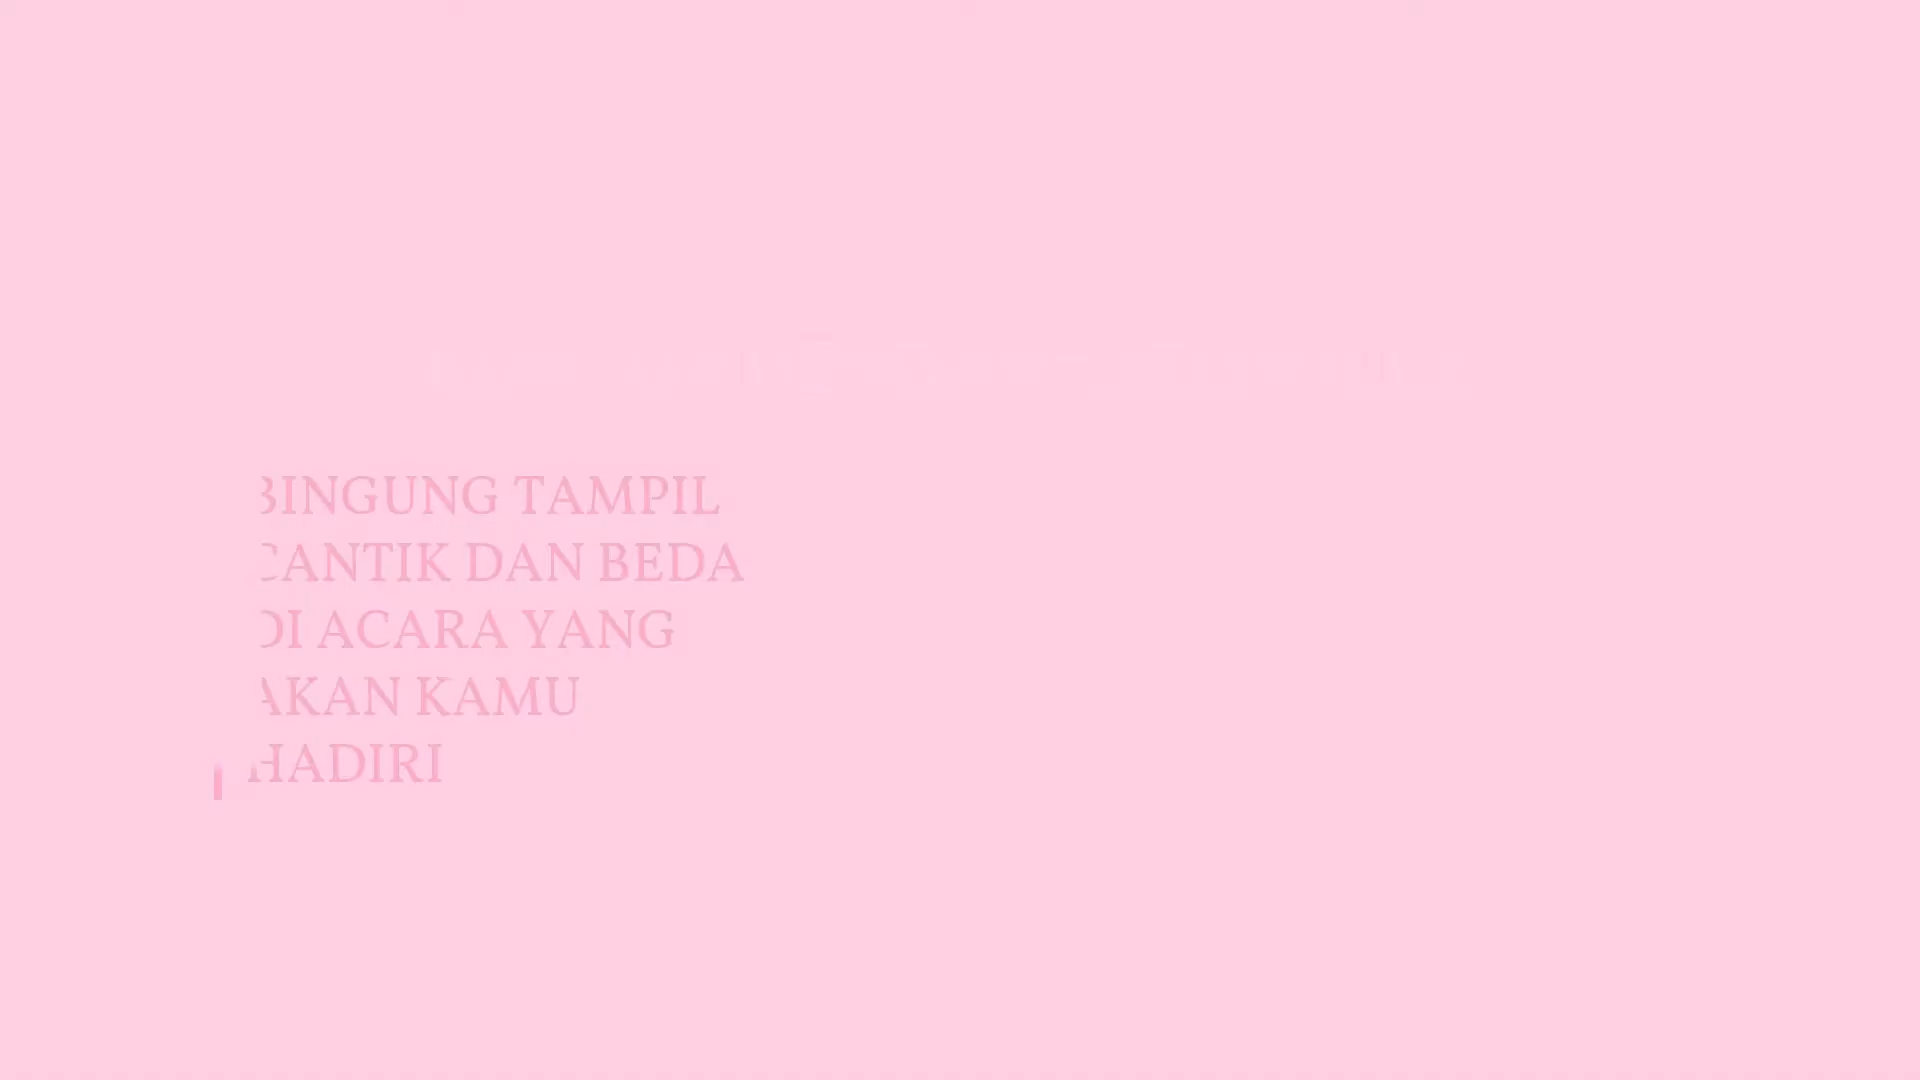 BINGUNG TAMPIL
CANTIK DAN BEDA
DI ACARA YANG
AKAN KAMU
HADIRI